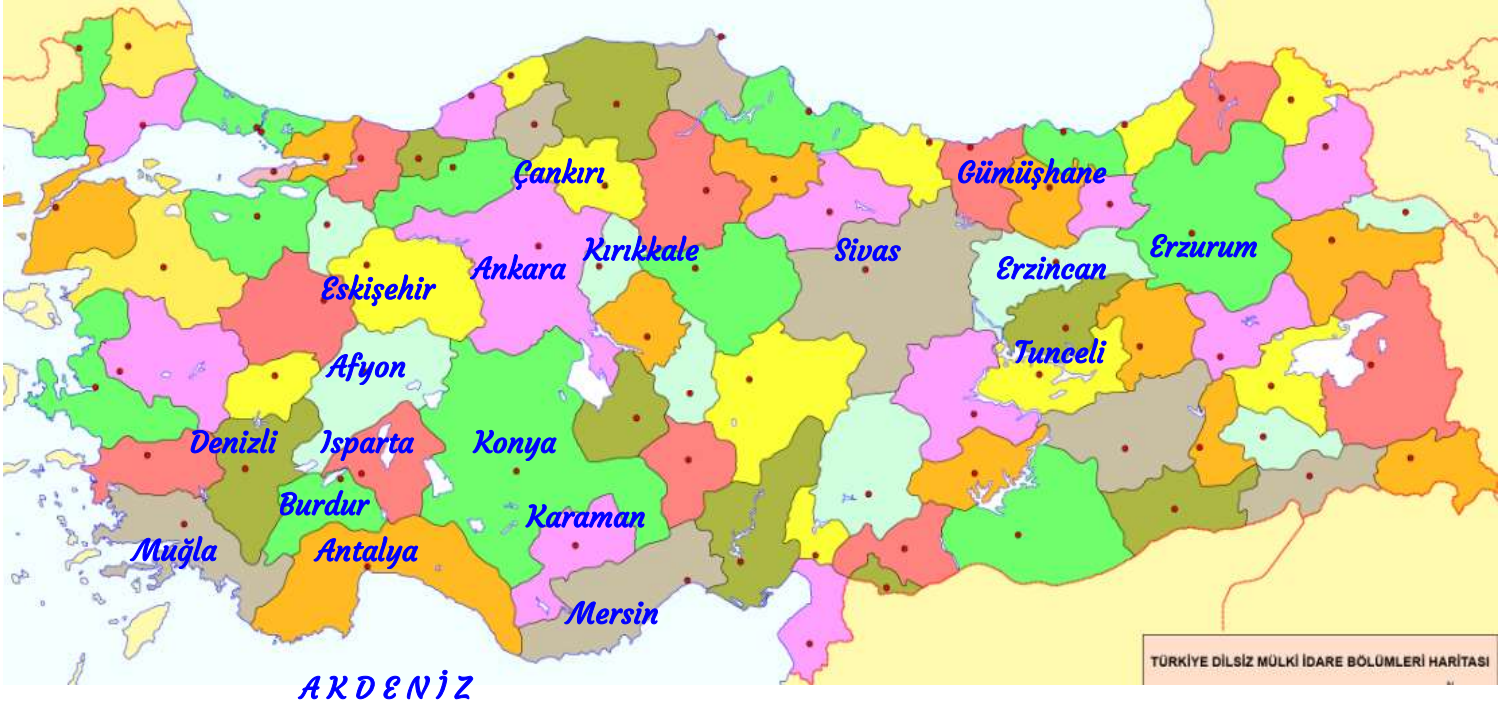 Çankırı
Gümüşhane
Kırıkkale
Sivas
Erzurum
Ankara
Erzincan
Eskişehir
Tunceli
Afyon
Denizli
Isparta
Konya
Burdur
Karaman
Muğla
Antalya
Mersin
TÜRKİYE DİLSİZ MÜLKİ İDARE BÖLÜMLERİ HARİTASI
N
AKDENİZ